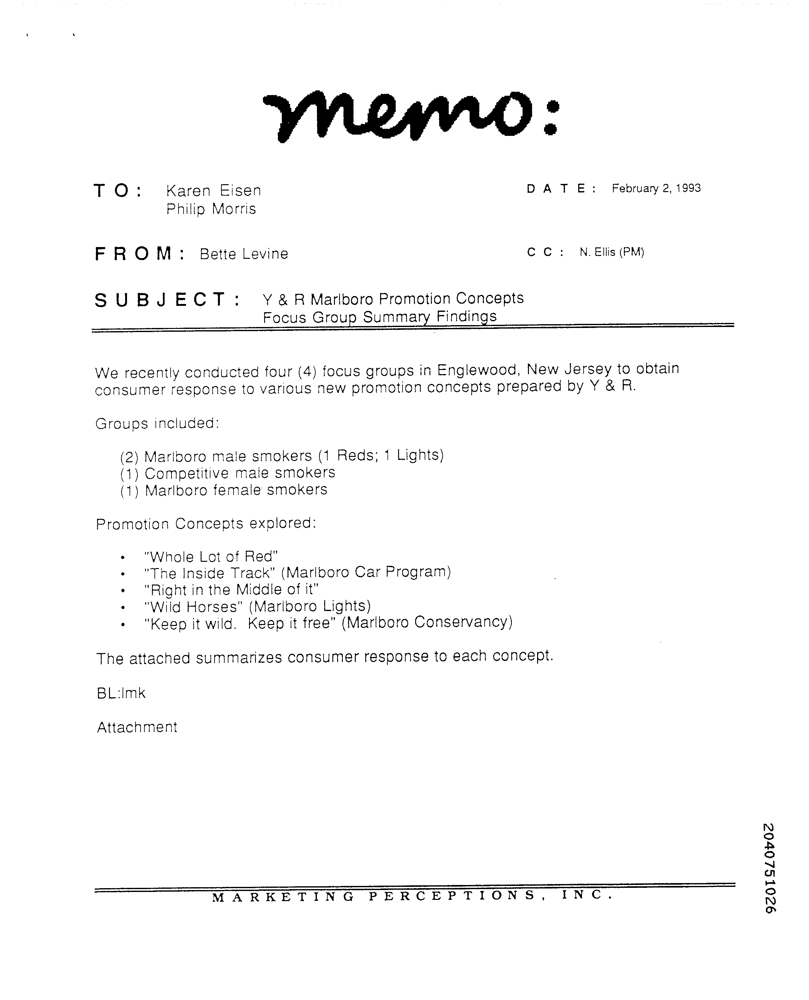 memo:
TO: Karen Eisen
Philip Morris
DATE: February 2, 1993
FROM: Bette Levine
CC: N. Ellis (PM)
SUBJECT: Y & R Marlboro Promotion Concepts
Focus Group Summary Findings
We recently conducted four (4) focus groups in Englewood, New Jersey to obtain
consumer response to various new promotion concepts prepared by Y & R.
Groups included:
(2) Marlboro male smokers (1 Reds; 1 Lights)
(1) Competitive male smokers
(1) Marlboro female smokers
Promotion Concepts explored:
• "Whole Lot of Red"
• "The Inside Track" (Marlboro Car Program)
• "Right in the Middle of it"
• "Wild Horses" (Marlboro Lights)
• "Keep it wild. Keep it free" (Marlboro Conservancy)
The attached summarizes consumer response to each concept.
BL:lmk
Attachment
MARKETING PERCEPTIONS, INC.
2040751026